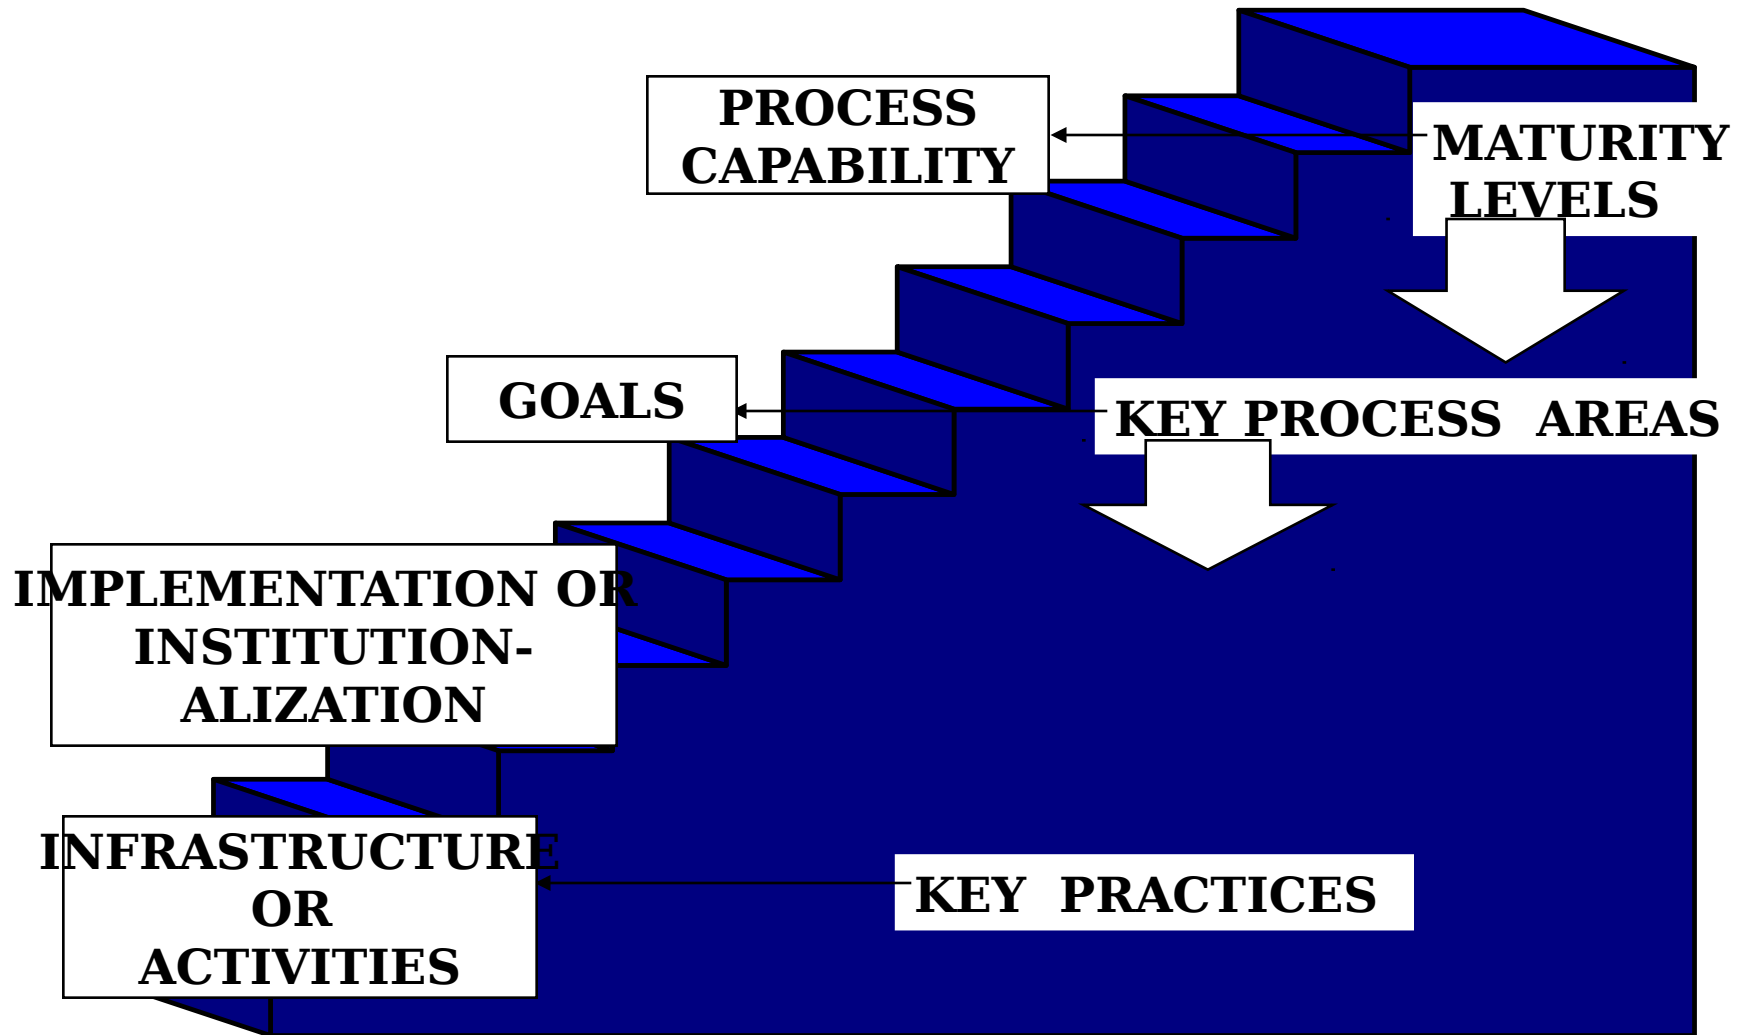 PROCESS
CAPABILITY
MATURITY
LEVELS
GOALS
KEY PROCESS AREAS
IMPLEMENTATION OR
INSTITUTION-
ALIZATION
INFRASTRUCTURE
OR
ACTIVITIES
KEY PRACTICES